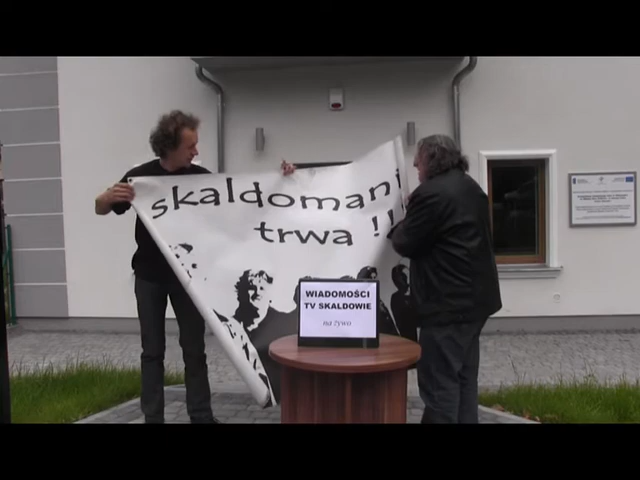 skaldomani
trwa !!
WIADOMOŚCI
TV SKALDOWIE
na żywo